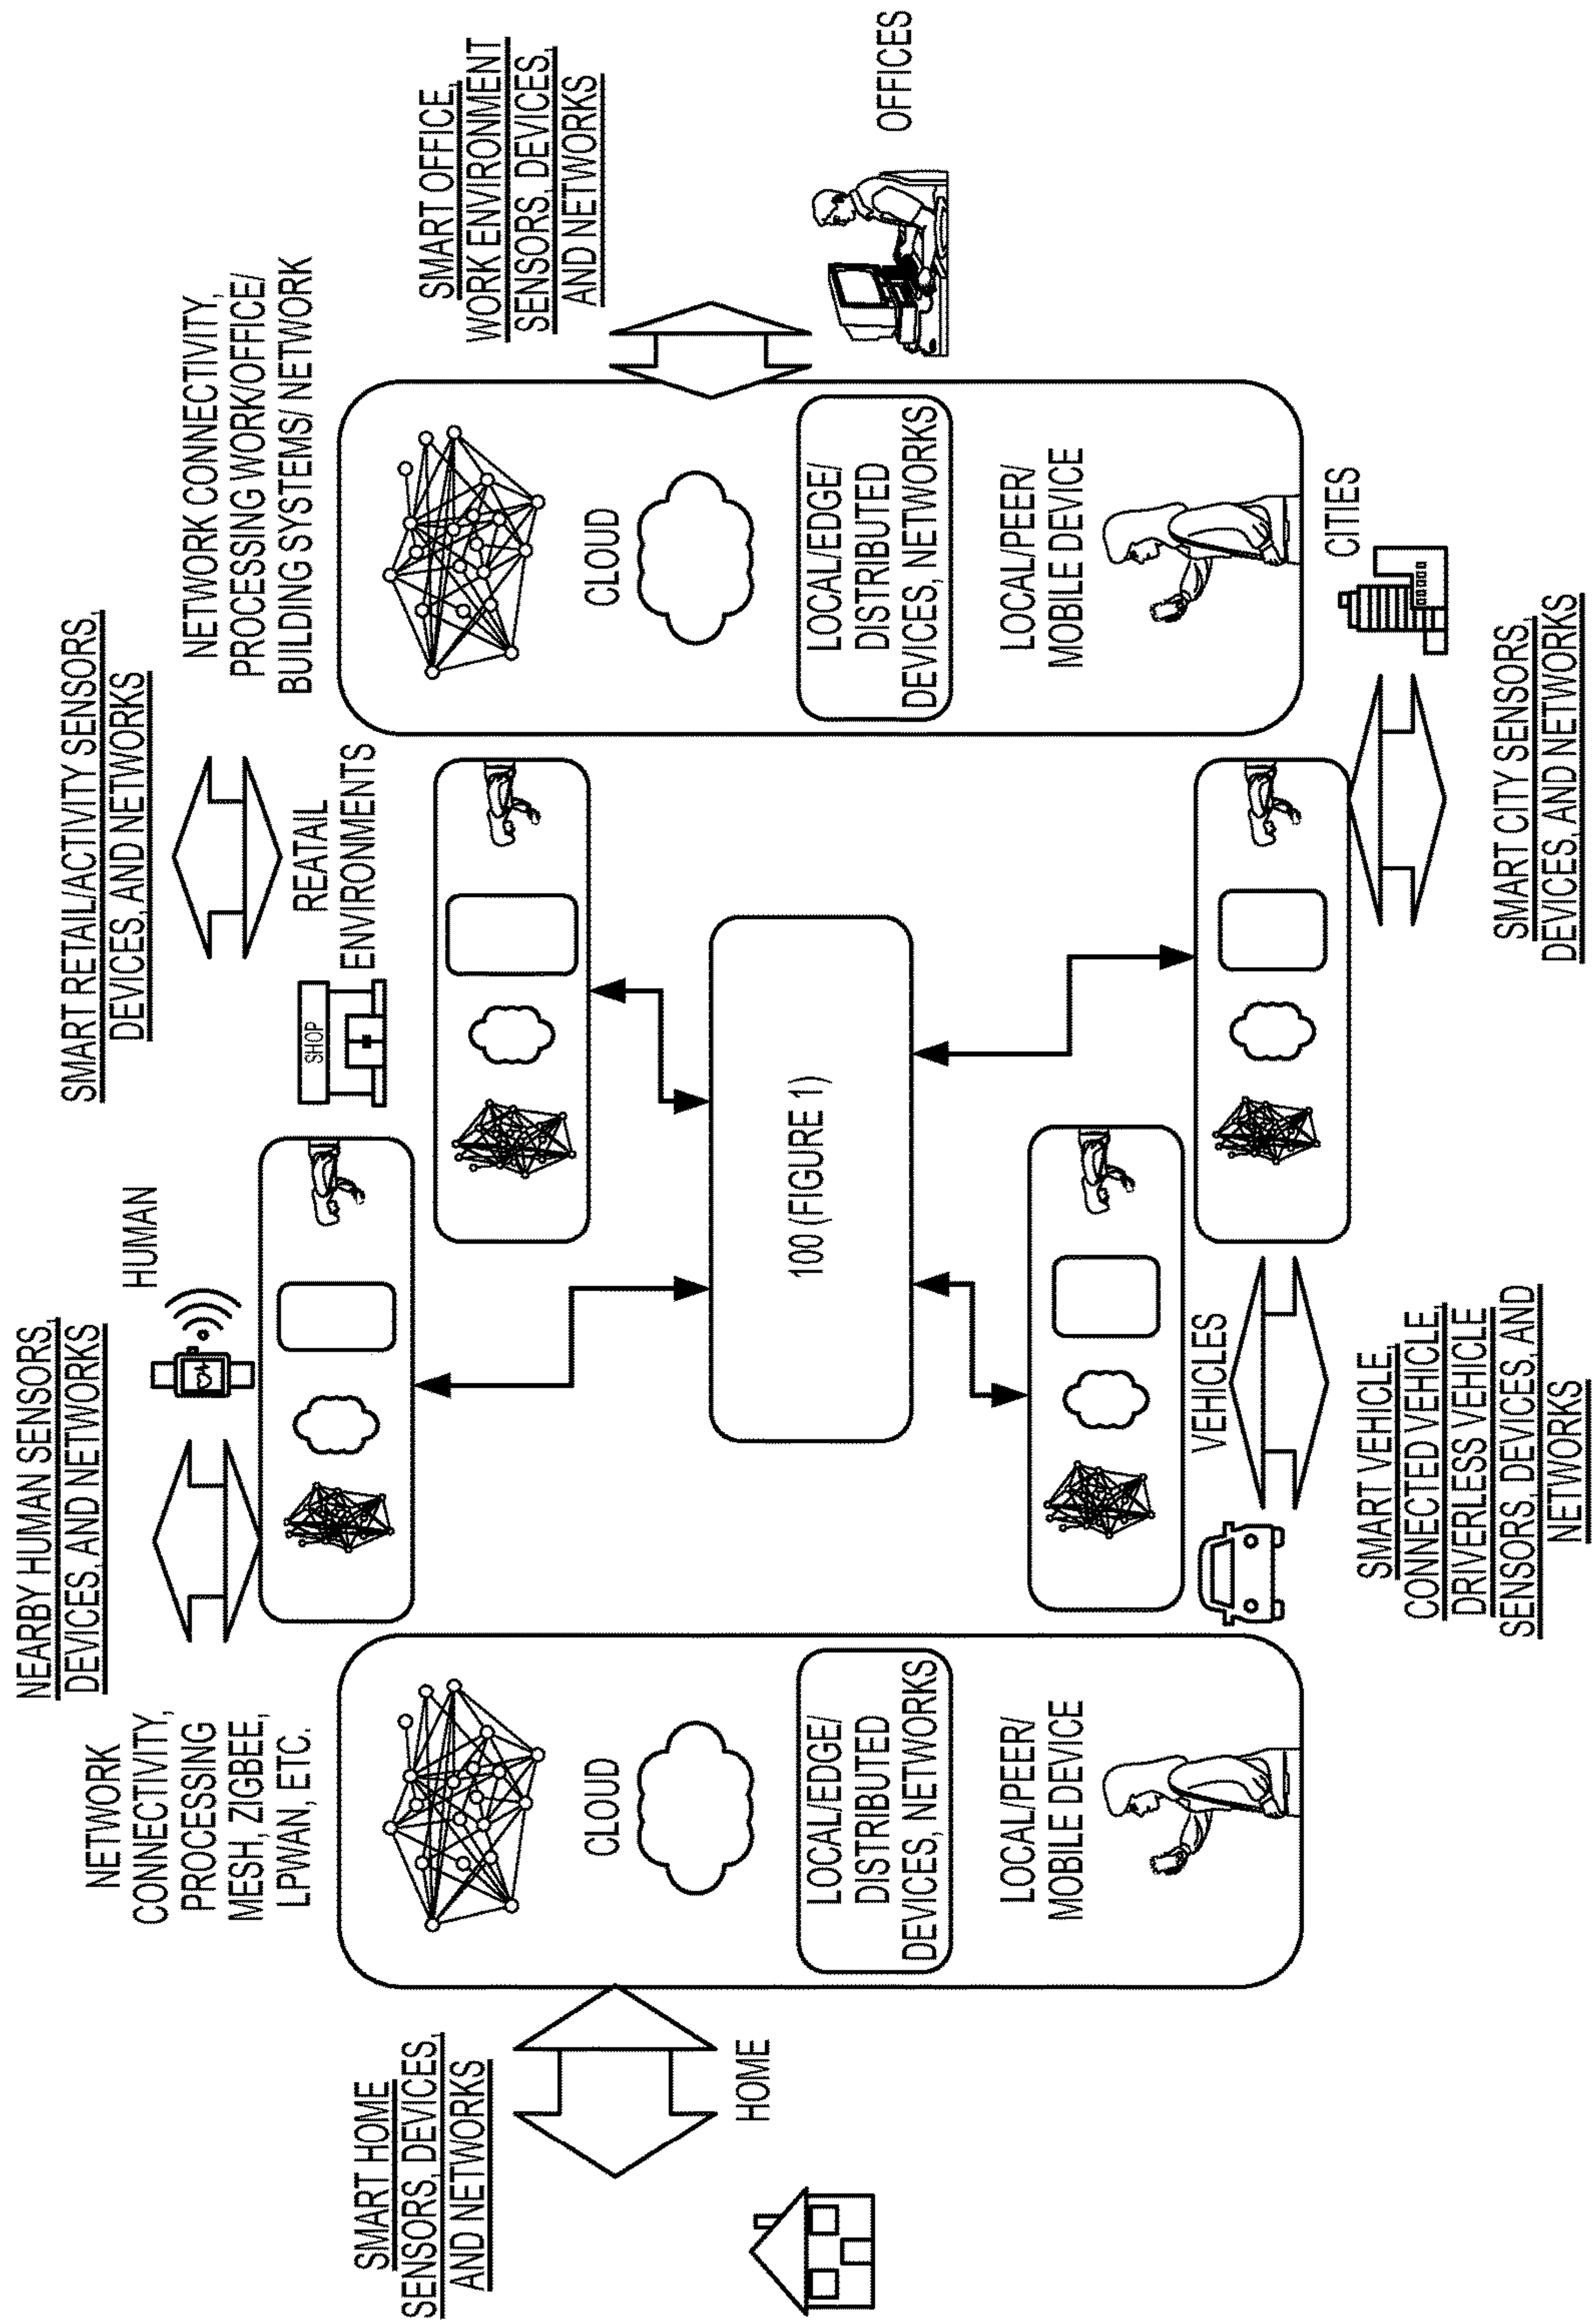 SMART HOME
SENSORS, DEVICES,
AND NETWORKS
HOME
NETWORK
CONNECTIVITY,
PROCESSING
MESH, ZIGBEE,
LPWAN, ETC.
CLOUD
LOCAL/EDGE/
DISTRIBUTED
DEVICES, NETWORKS
LOCAL/PEER/
MOBILE DEVICE
NEARBY HUMAN SENSORS,
DEVICES, AND NETWORKS
HUMAN
SMART RETAIL/ACTIVITY SENSORS,
DEVICES, AND NETWORKS
REATAIL
ENVIRONMENTS
SHOP
100 (FIGURE 1)
VEHICLES
SMART VEHICLE,
CONNECTED VEHICLE,
DRIVERLESS VEHICLE
SENSORS, DEVICES, AND
NETWORKS
NETWORK CONNECTIVITY,
PROCESSING WORK/OFFICE/
BUILDING SYSTEMS/ NETWORK
CLOUD
LOCAL/EDGE/
DISTRIBUTED
DEVICES, NETWORKS
LOCAL/PEER/
MOBILE DEVICE
CITIES
SMART CITY SENSORS,
DEVICES, AND NETWORKS
SMART OFFICE,
WORK ENVIRONMENT
SENSORS, DEVICES,
AND NETWORKS
OFFICES